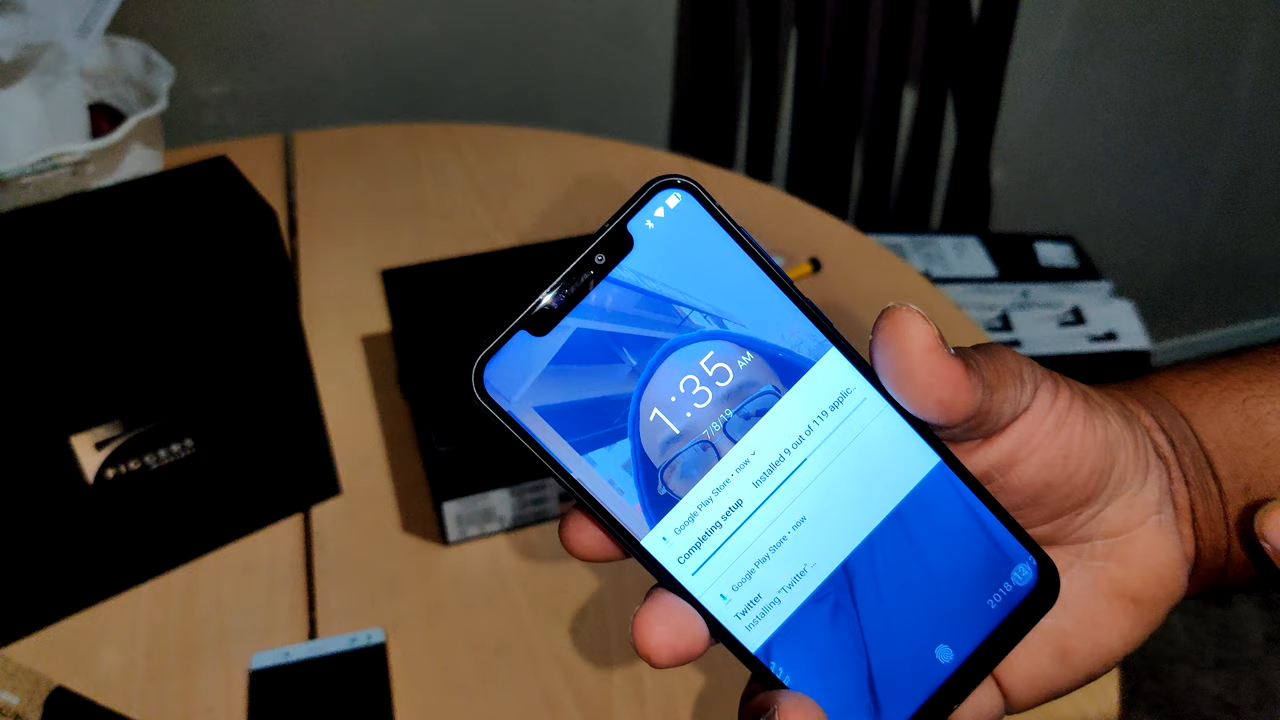 1:35 AM
7/8/19
Google Play Store • now
Completing setup Installed 9 out of 119 applic...
Google Play Store • now
Twitter
Installing "Twitter"...
FIGGERS